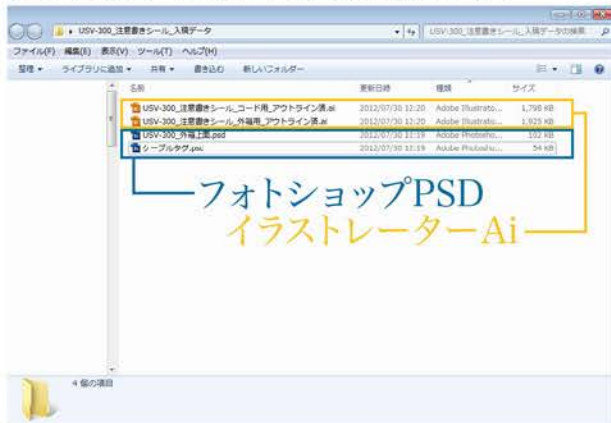 USV-300_注意書きシール_入稿データ
USV-300_注意書きシール_入稿データの検索
ファイル(F) 編集(E) 表示(V) ツール(T) ヘルプ(H)
整理 ライブラリに追加 共有 書き込む 新しいフォルダー
名前 更新日時 種類 サイズ
USV-300_注意書きシール_コード用_アウトライン済.ai 2012/07/30 12:20 Adobe Illustrato... 1,798 KB
USV-300_注意書きシール_外箱用_アウトライン済.ai 2012/07/30 12:20 Adobe Illustrato... 1,925 KB
USV-300_外箱上面.psd 2012/07/30 11:19 Adobe Photosho... 102 KB
シープルタグ.psd 2012/07/30 11:19 Adobe Photosho... 54 KB
フォトショップPSD
イラストレーターAi
4 個の項目